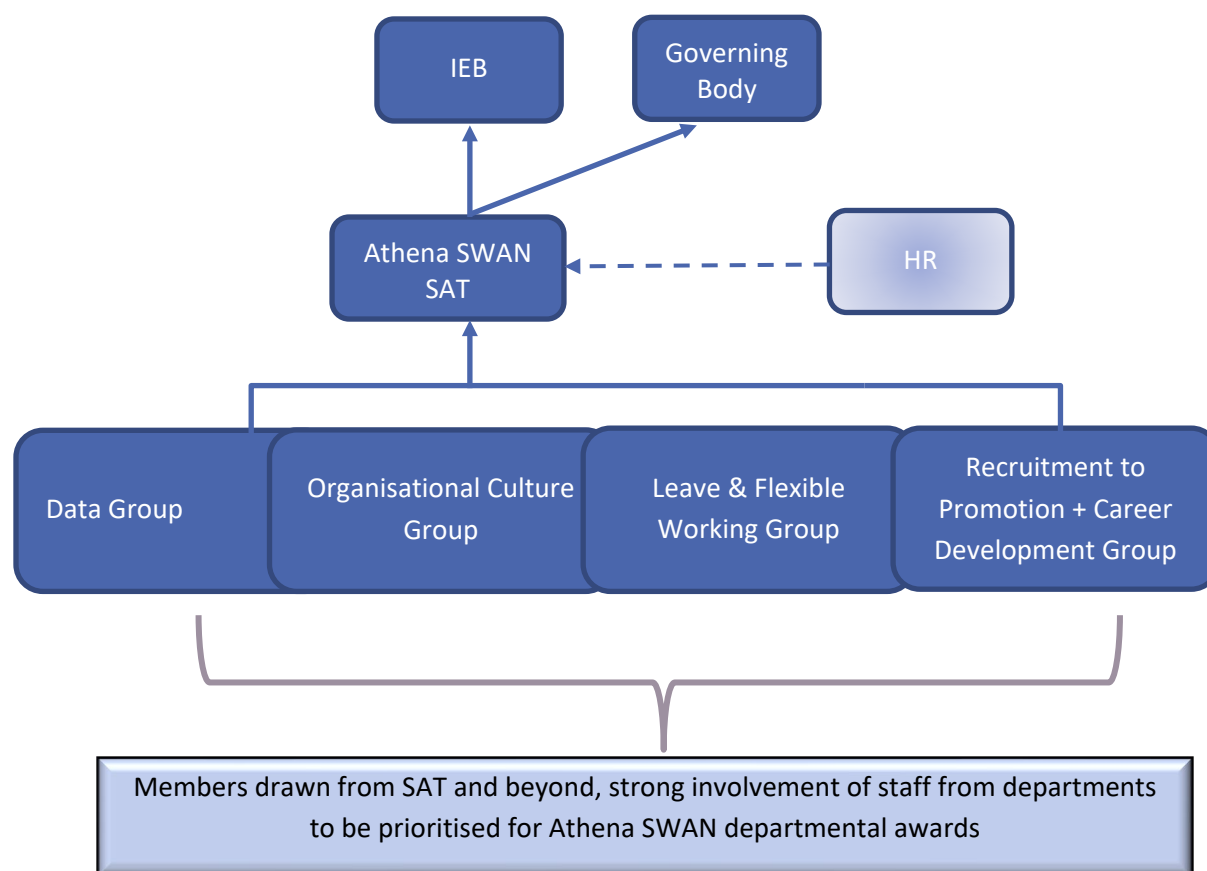 IEB
Governing
Body
Athena SWAN
SAT
HR
Data Group
Organisational Culture
Group
Leave & Flexible
Working Group
Recruitment to
Promotion + Career
Development Group
Members drawn from SAT and beyond, strong involvement of staff from departments
to be prioritised for Athena SWAN departmental awards